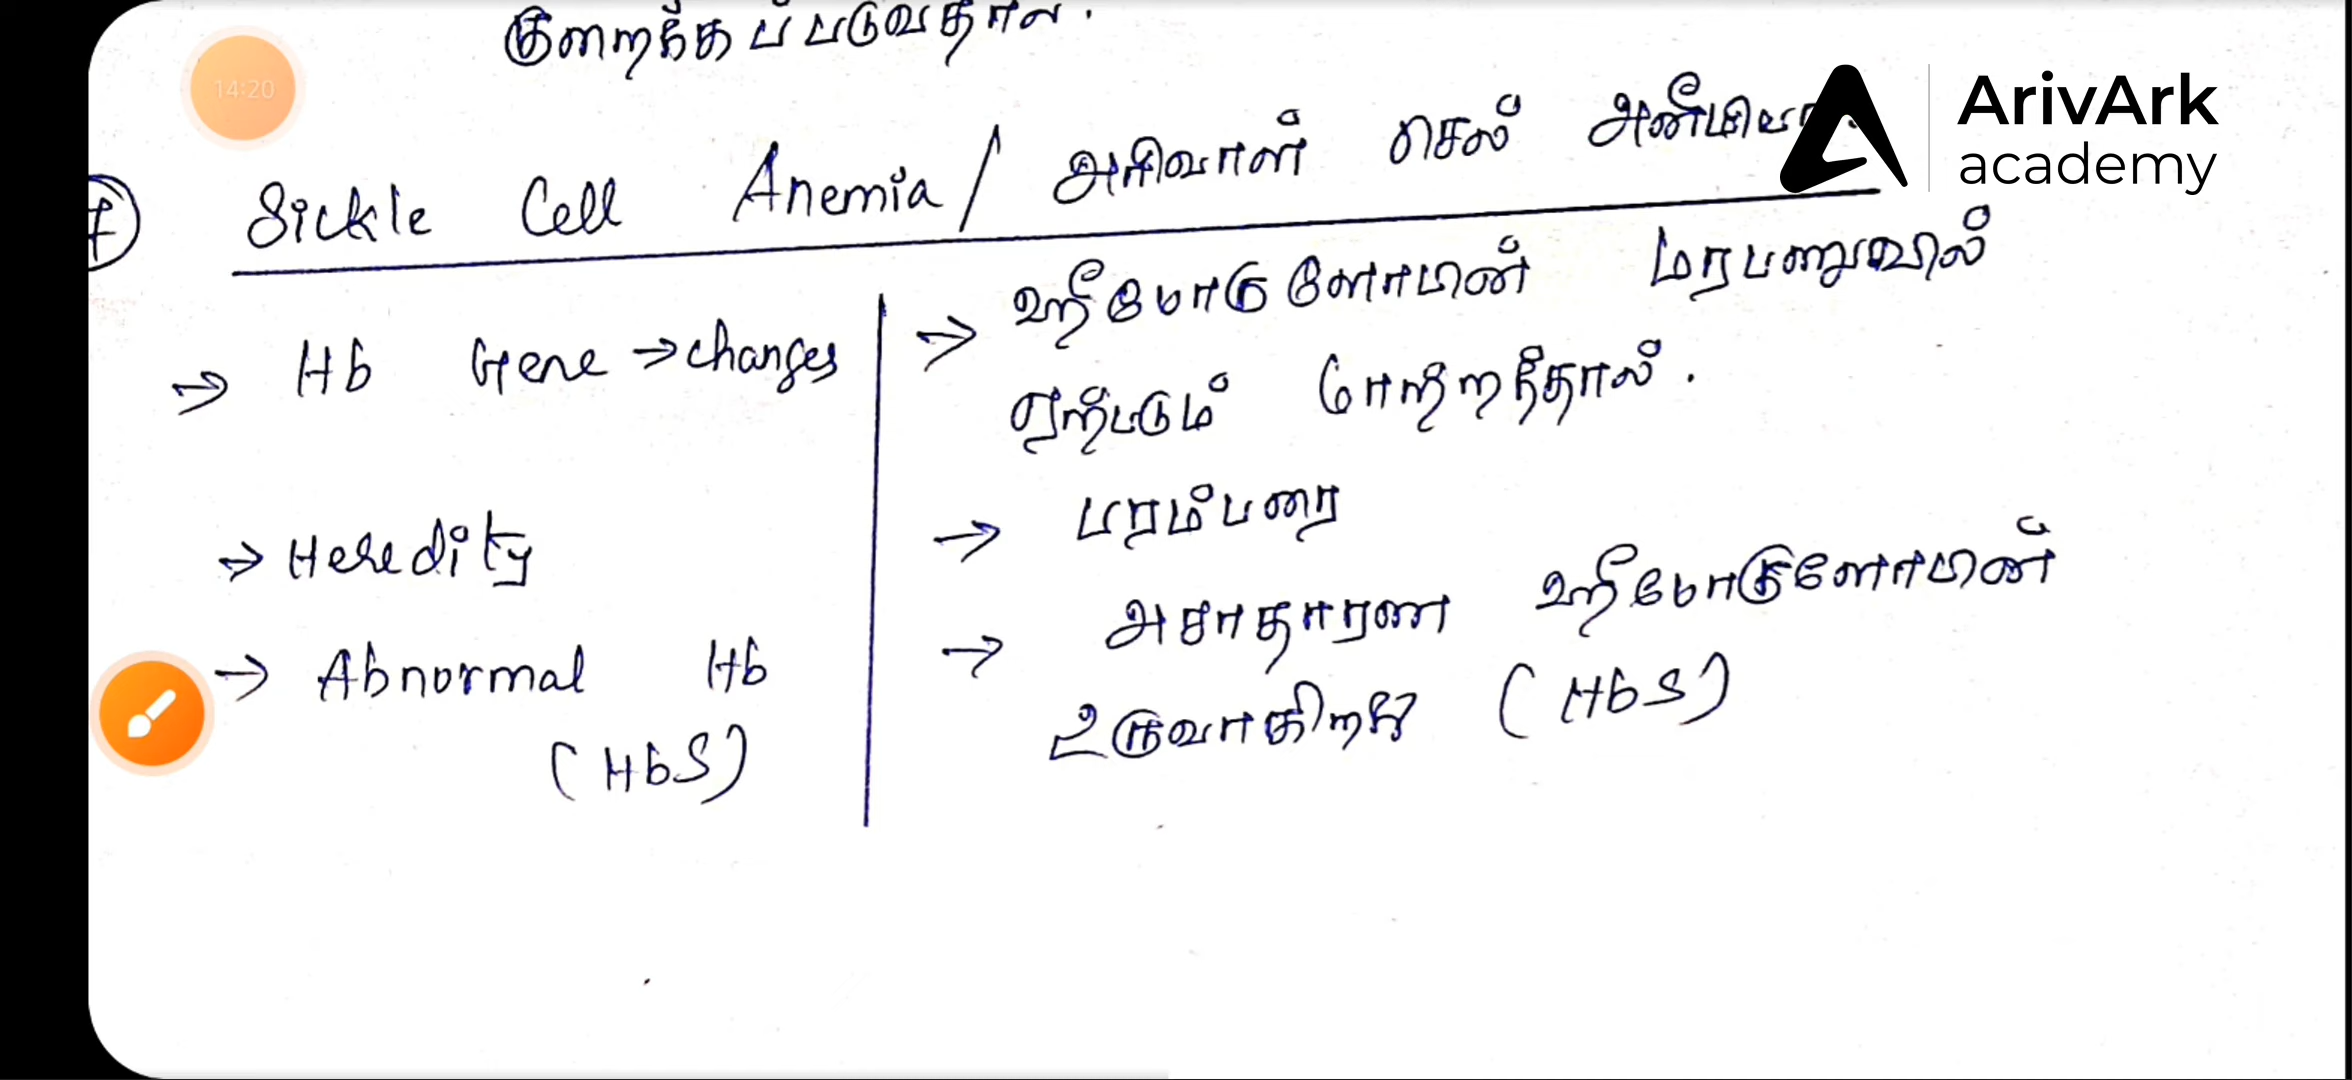 குறைக்கப்படுவதால்.
14:20
ArivArk
academy
f Sickle Cell Anemia / அரிவாள் செல் அனீமியா.
→ Hb Gene → changes
→ Heredity
→ Abnormal Hb
(HbS)
→ ஹீமோகுளோபின் மரபணுவில்
ஏற்படும் மாற்றத்தால்.
→ பரம்பரை
→ அசாதாரண ஹீமோகுளோபின்
உருவாகிறது (HbS)